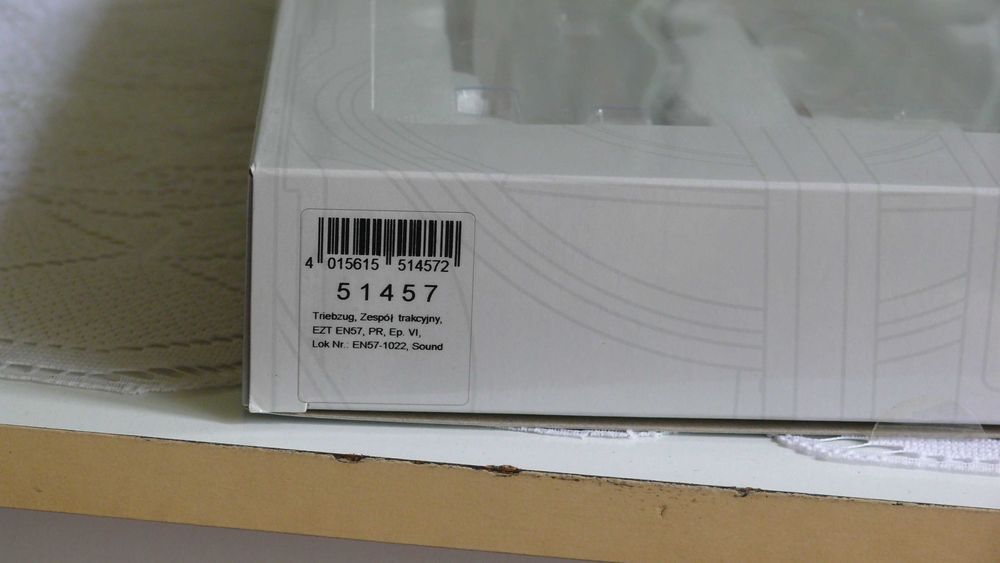 4 015615 514572
51457
Triebzug, Zespół trakcyjny,
EZT EN57, PR, Ep. VI,
Lok Nr.: EN57-1022, Sound